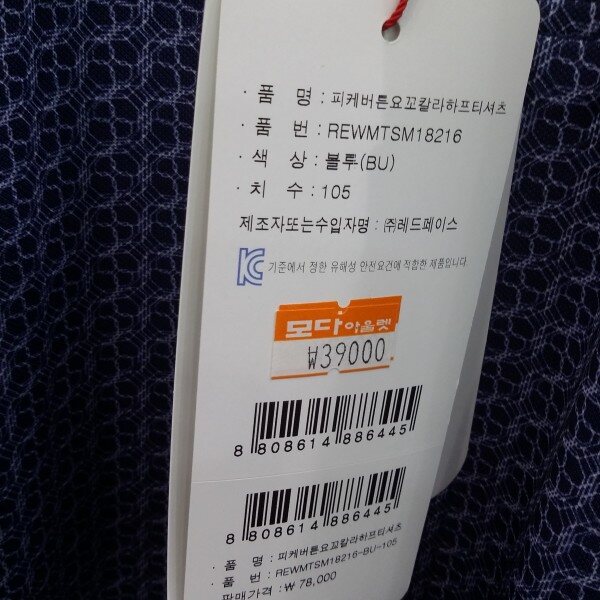 · 품 명 : 피케버튼요꼬칼라하프티셔츠
· 품 번 : REWMTSM18216
· 색 상 : 블루(BU)
· 치 수 : 105
제조자또는수입자명 : ㈜레드페이스
KC 기준에서 정한 유해성 안전요건에 적합한 제품입니다.
모다아울렛
₩39000
8 808614 886445
8 808614 886445
· 품 명 : 피케버튼요꼬칼라하프티셔츠
· 품 번 : REWMTSM18216-BU-105
판매가격 : ₩ 78,000